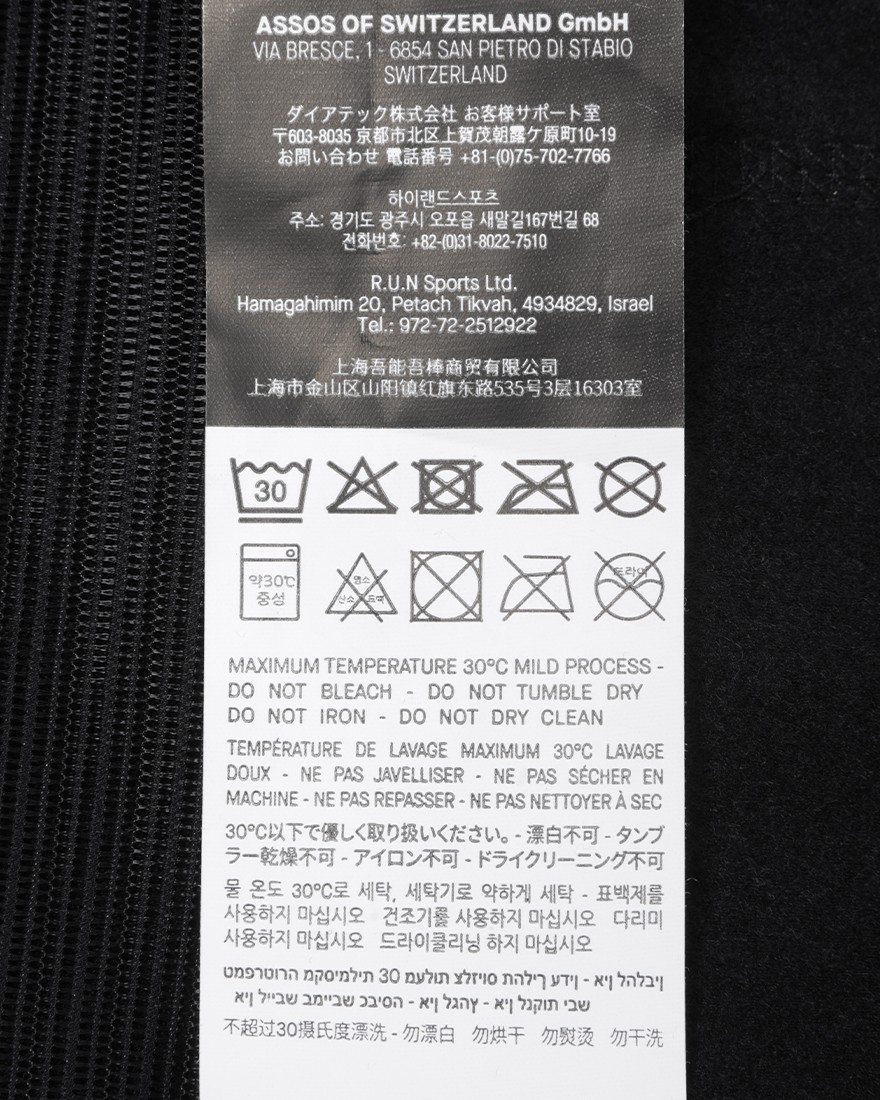 ASSOS OF SWITZERLAND GmbH
VIA BRESCE, 1 - 6854 SAN PIETRO DI STABIO
SWITZERLAND
ダイアテック株式会社 お客様サポート室
〒603-8035 京都市北区上賀茂朝露ケ原町10-19
お問い合わせ 電話番号 +81-(0)75-702-7766
하이랜드스포츠
주소: 경기도 광주시 오포읍 새말길167번길 68
전화번호: +82-(0)31-8022-7510
R.U.N Sports Ltd.
Hamagahimim 20, Petach Tikvah, 4934829, Israel
Tel.: 972-72-2512922
上海吾能吾棒商贸有限公司
上海市金山区山阳镇红旗东路535号3层16303室
30
약30℃
중성
염소
산소 표백
드라이
MAXIMUM TEMPERATURE 30°C MILD PROCESS -
DO NOT BLEACH - DO NOT TUMBLE DRY
DO NOT IRON - DO NOT DRY CLEAN
TEMPÉRATURE DE LAVAGE MAXIMUM 30°C LAVAGE
DOUX - NE PAS JAVELLISER - NE PAS SÉCHER EN
MACHINE - NE PAS REPASSER - NE PAS NETTOYER À SEC
30°C以下で優しく取り扱いください。- 漂白不可 - タンブ
ラー乾燥不可 - アイロン不可 - ドライクリーニング不可
물 온도 30°C로 세탁, 세탁기로 약하게 세탁 - 표백제를
사용하지 마십시오 건조기를 사용하지 마십시오 다리미
사용하지 마십시오 드라이클리닝 하지 마십시오
טמפרטורה מקסימלית 30 מעלות צלזיוס תהליך עדין - אין להלבין
אין לייבש במייבש כביסה - אין לגהץ - אין לנקות יבש
不超过30摄氏度漂洗 - 勿漂白 勿烘干 勿熨烫 勿干洗